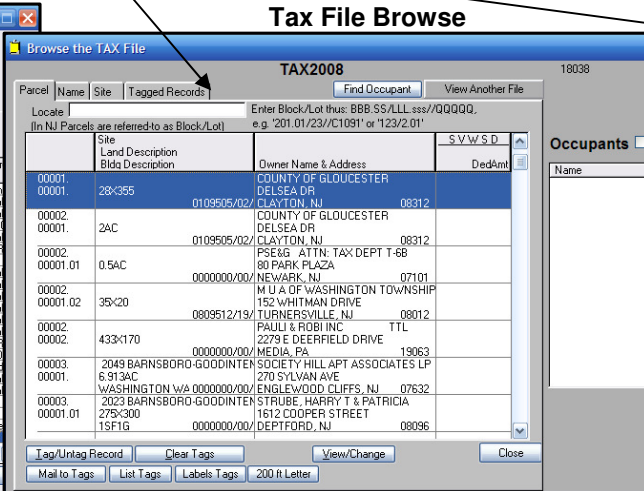 Tax File Browse
Browse the TAX File
TAX2008
18038
Parcel Name Site Tagged Records Find Occupant View Another File
Locate Enter Block/Lot thus: BBB.SS/LLL.sss//QQQQQ,
(In NJ Parcels are referred-to as Block/Lot) e.g. '201.01/23//C1091' or '123/2.01'
Occupants
Name
Site S V W S D
Land Description
Bldg Description Owner Name & Address DedAmt
00001. COUNTY OF GLOUCESTER
00001. 28X355 DELSEA DR
0109505/02/ CLAYTON, NJ 08312
00002. COUNTY OF GLOUCESTER
00001. 2AC DELSEA DR
0109505/02/ CLAYTON, NJ 08312
00002. PSE&G ATTN: TAX DEPT T-6B
00001.01 0.5AC 80 PARK PLAZA
0000000/00/ NEWARK, NJ 07101
00002. M U A OF WASHINGTON TOWNSHIP
00001.02 35X20 152 WHITMAN DRIVE
0809512/19/ TURNERSVILLE, NJ 08012
00002. PAULI & ROBI INC TTL
00002. 433X170 2279 E DEERFIELD DRIVE
0000000/00/ MEDIA, PA 19063
00003. 2049 BARNSBORO-GOODINTEN SOCIETY HILL APT ASSOCIATES LP
00001. 6.913AC 270 SYLVAN AVE
WASHINGTON WA 0000000/00/ ENGLEWOOD CLIFFS, NJ 07632
00003. 2023 BARNSBORO-GOODINTEN STRUBE, HARRY T & PATRICIA
00001.01 275X300 1612 COOPER STREET
1SF1G 0000000/00/ DEPTFORD, NJ 08096
Tag/Untag Record Clear Tags View/Change Close
Mail to Tags List Tags Labels Tags 200 ft Letter